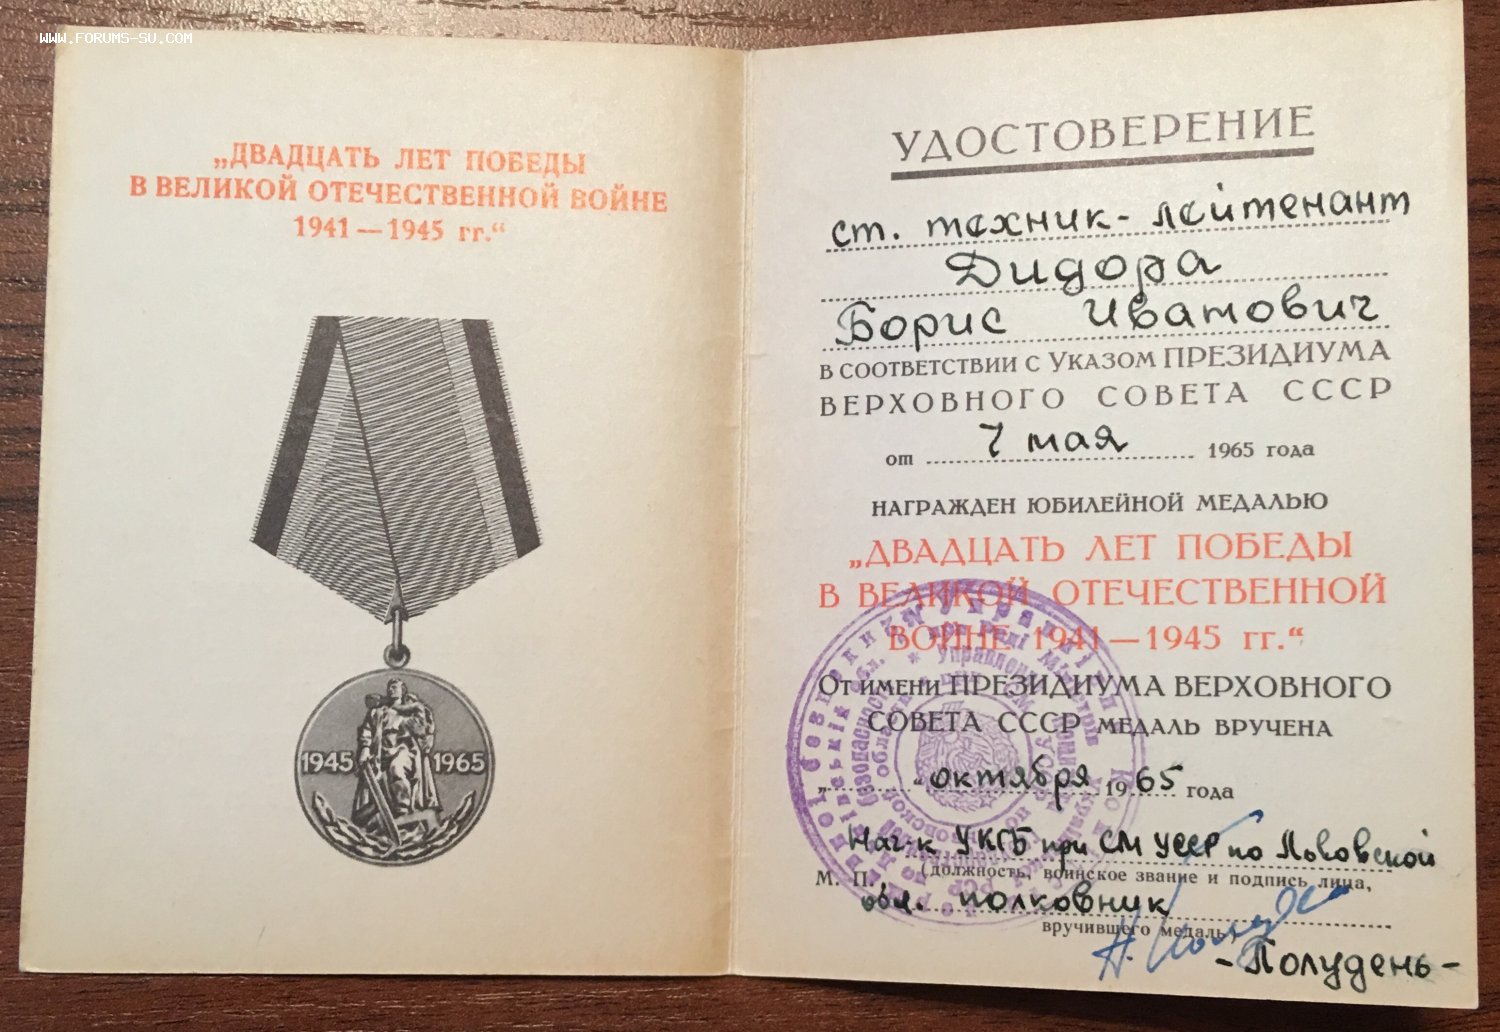 WWW.FORUMS-SU.COM
„ДВАДЦАТЬ ЛЕТ ПОБЕДЫ
В ВЕЛИКОЙ ОТЕЧЕСТВЕННОЙ ВОЙНЕ
1941—1945 гг.“
1945 1965
УДОСТОВЕРЕНИЕ
ст. техник-лейтенант
Дидора
Борис Иванович
В СООТВЕТСТВИИ С УКАЗОМ ПРЕЗИДИУМА
ВЕРХОВНОГО СОВЕТА СССР
от 7 мая 1965 года
НАГРАЖДЕН ЮБИЛЕЙНОЙ МЕДАЛЬЮ
„ДВАДЦАТЬ ЛЕТ ПОБЕДЫ
В ВЕЛИКОЙ ОТЕЧЕСТВЕННОЙ
ВОЙНЕ 1941—1945 гг.“
ОТ ИМЕНИ ПРЕЗИДИУМА ВЕРХОВНОГО
СОВЕТА СССР МЕДАЛЬ ВРУЧЕНА
„ “ октября 1965 года
Нач-к УКГБ при СМ УССР по Львовской
М. П. (должность, воинское звание и подпись лица,
обл. полковник
вручившего медаль)
-Полудень-